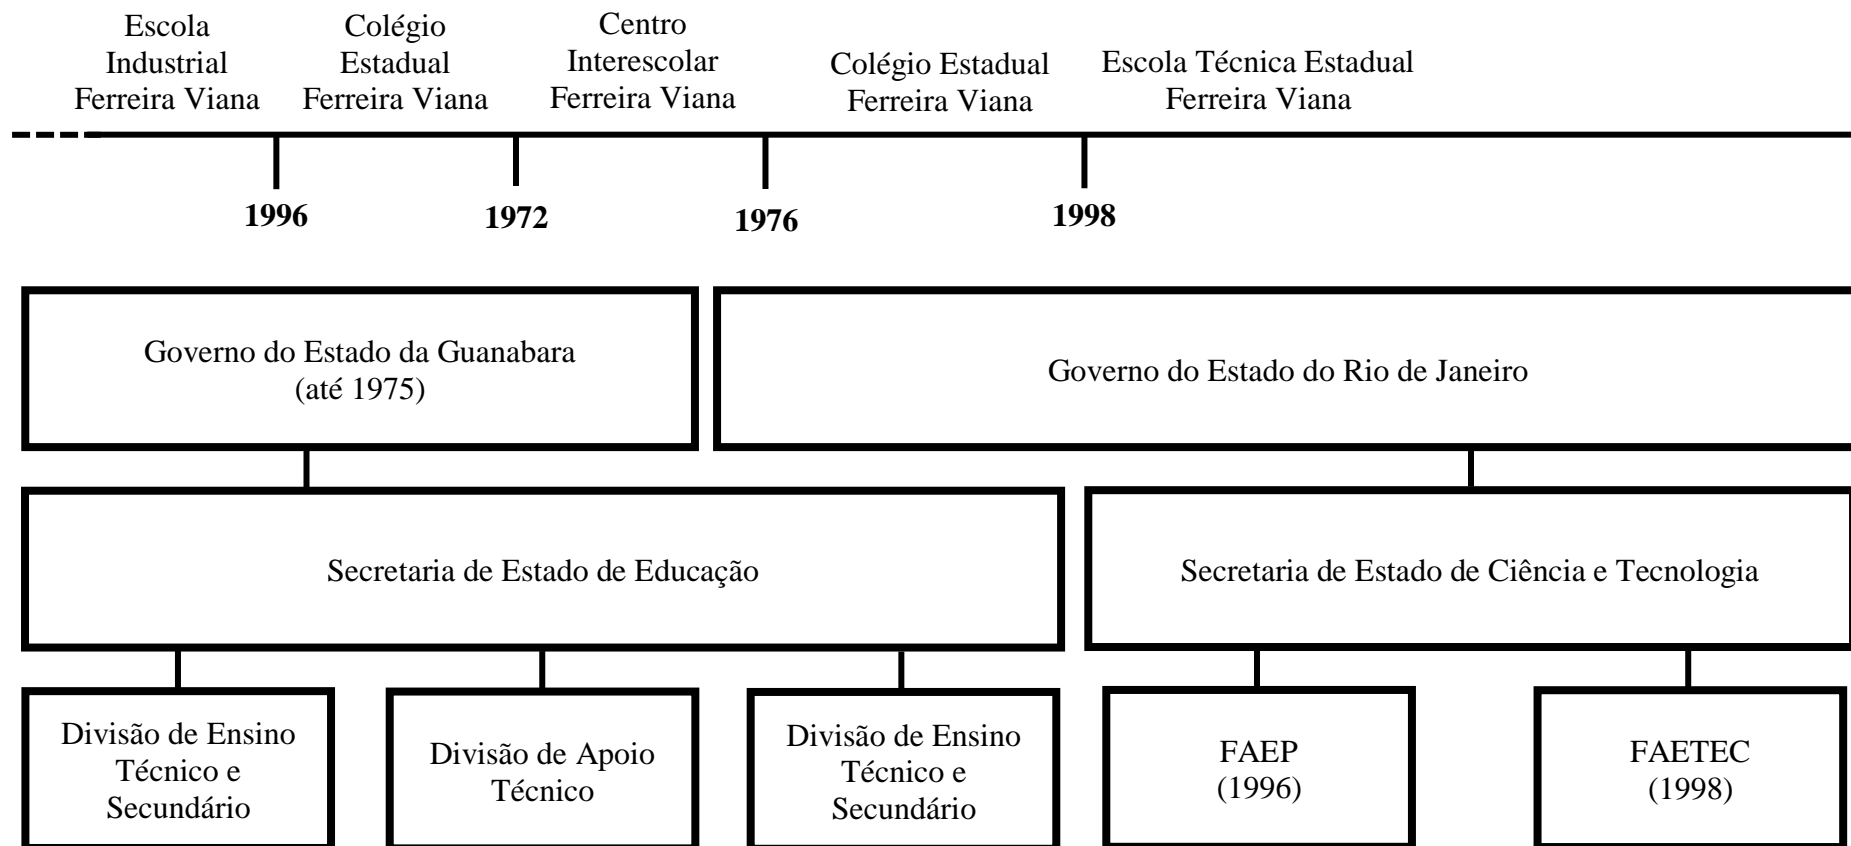 Escola
Industrial
Ferreira Viana
Colégio
Estadual
Ferreira Viana
Centro
Interescolar
Ferreira Viana
Colégio Estadual
Ferreira Viana
Escola Técnica Estadual
Ferreira Viana
1996
1972
1976
1998
Governo do Estado da Guanabara
(até 1975)
Governo do Estado do Rio de Janeiro
Secretaria de Estado de Educação
Secretaria de Estado de Ciência e Tecnologia
Divisão de Ensino
Técnico e
Secundário
Divisão de Apoio
Técnico
Divisão de Ensino
Técnico e
Secundário
FAEP
(1996)
FAETEC
(1998)